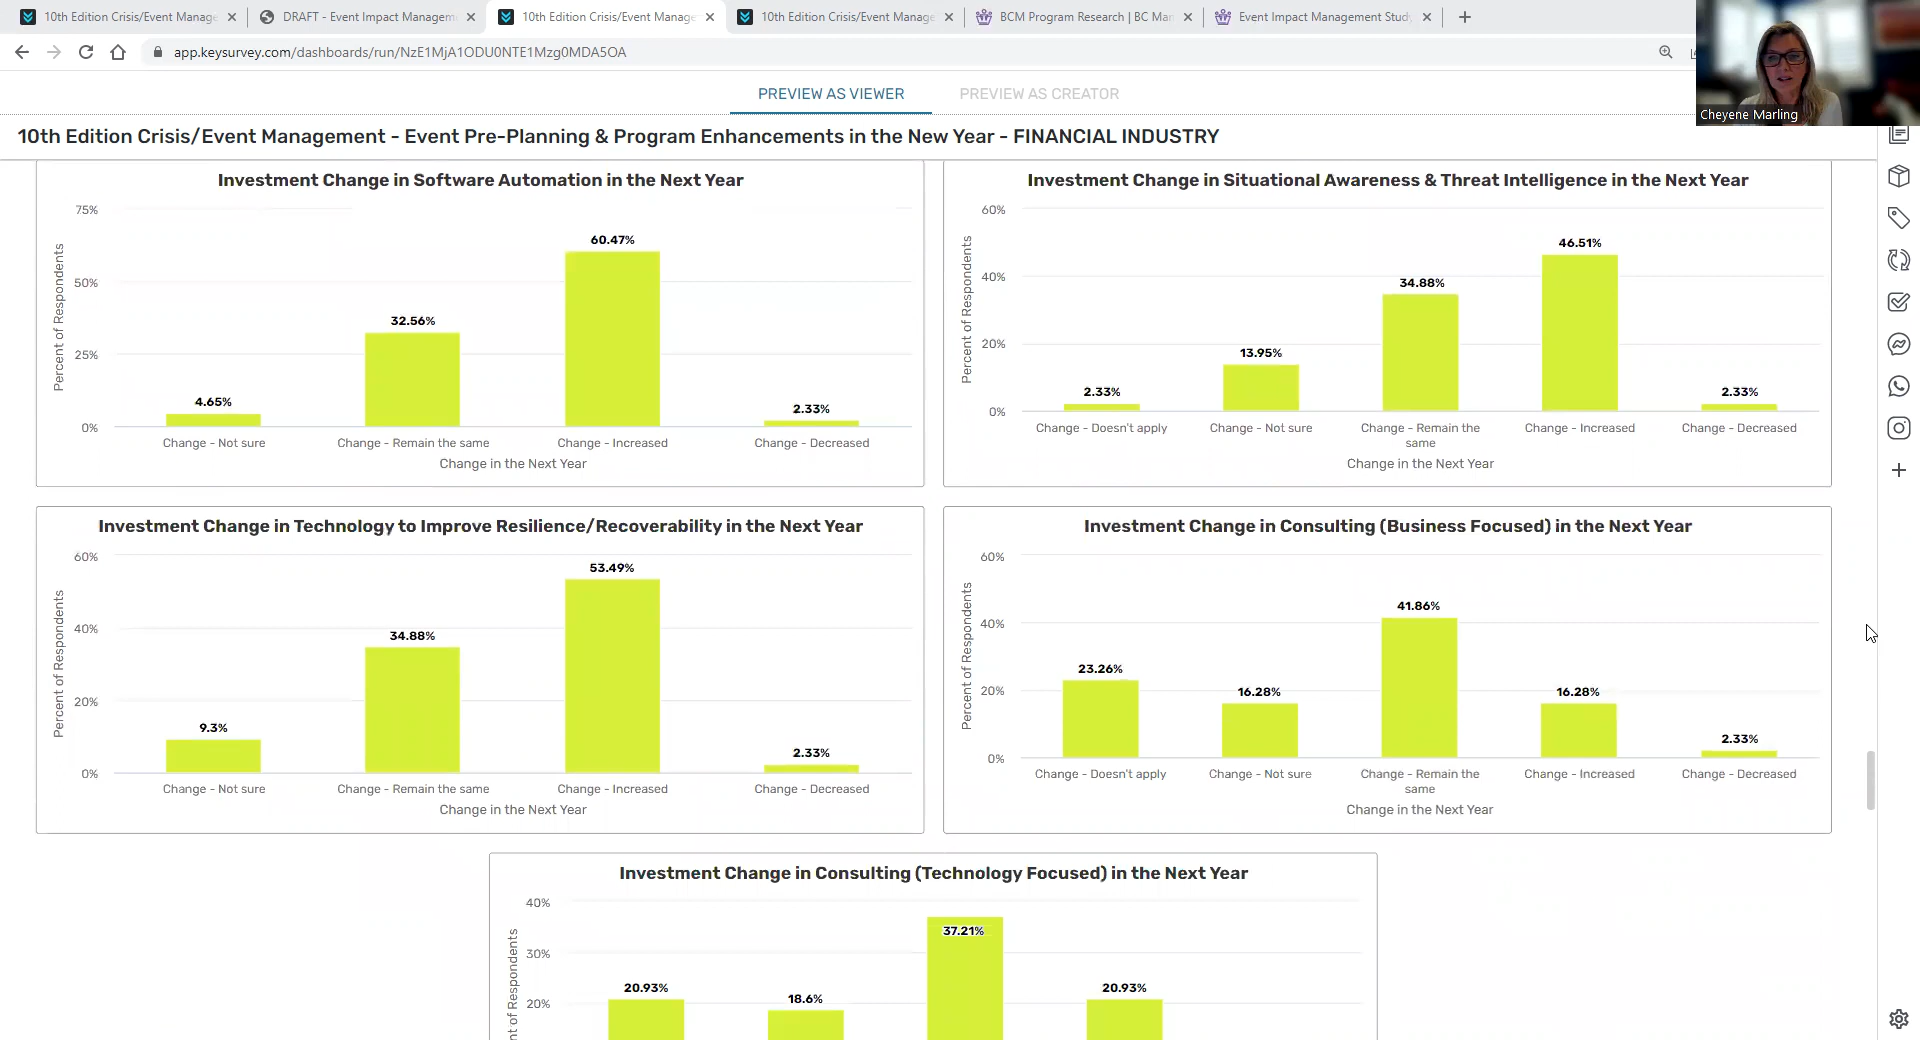 10th Edition Crisis/Event Manage
DRAFT - Event Impact Managem
10th Edition Crisis/Event Manage
10th Edition Crisis/Event Manage
BCM Program Research | BC Man
Event Impact Management Study
app.keysurvey.com/dashboards/run/NzE1MjA1ODU0NTE1Mzg0MDA5OA
PREVIEW AS VIEWER
PREVIEW AS CREATOR
Cheyene Marling
10th Edition Crisis/Event Management - Event Pre-Planning & Program Enhancements in the New Year - FINANCIAL INDUSTRY
Investment Change in Software Automation in the Next Year
Percent of Respondents
75%
50%
25%
0%
4.65%
32.56%
60.47%
2.33%
Change - Not sure
Change - Remain the same
Change - Increased
Change - Decreased
Change in the Next Year
Investment Change in Situational Awareness & Threat Intelligence in the Next Year
Percent of Respondents
60%
40%
20%
0%
2.33%
13.95%
34.88%
46.51%
2.33%
Change - Doesn't apply
Change - Not sure
Change - Remain the
same
Change - Increased
Change - Decreased
Change in the Next Year
Investment Change in Technology to Improve Resilience/Recoverability in the Next Year
Percent of Respondents
60%
40%
20%
0%
9.3%
34.88%
53.49%
2.33%
Change - Not sure
Change - Remain the same
Change - Increased
Change - Decreased
Change in the Next Year
Investment Change in Consulting (Business Focused) in the Next Year
Percent of Respondents
60%
40%
20%
0%
23.26%
16.28%
41.86%
16.28%
2.33%
Change - Doesn't apply
Change - Not sure
Change - Remain the
same
Change - Increased
Change - Decreased
Change in the Next Year
Investment Change in Consulting (Technology Focused) in the Next Year
nt of Respondents
40%
30%
20%
20.93%
18.6%
37.21%
20.93%